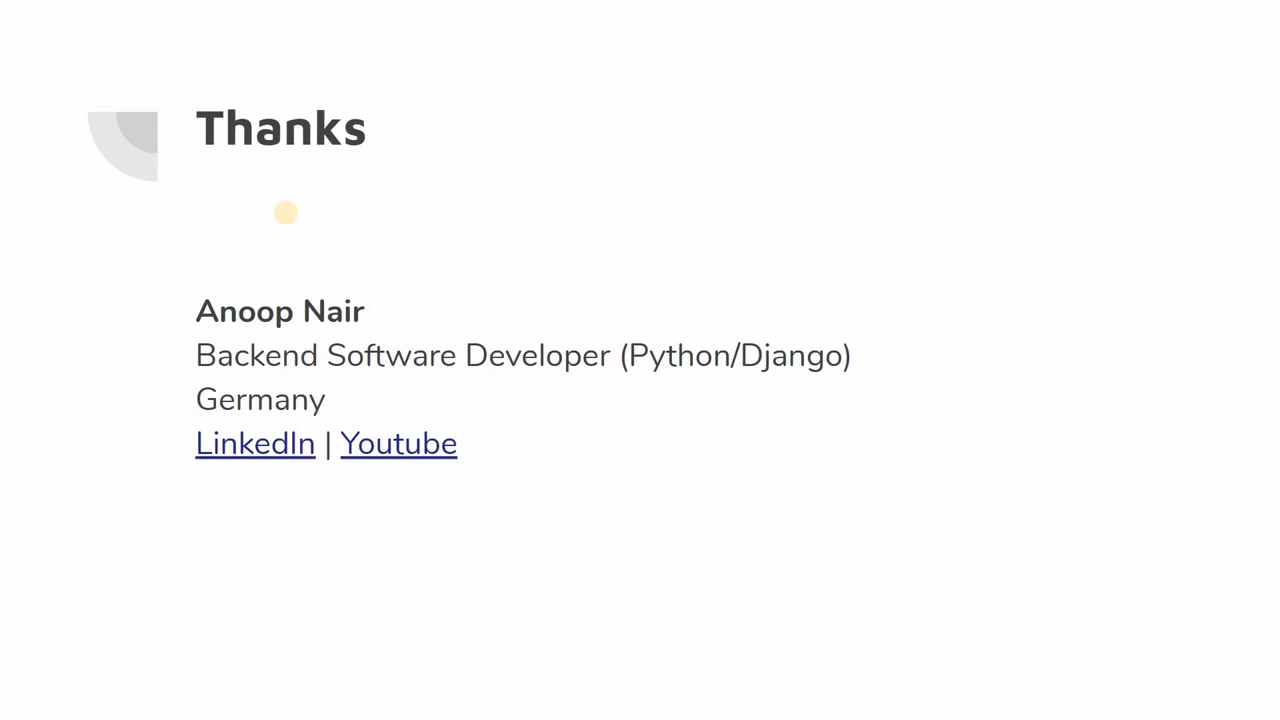 Thanks
Anoop Nair
Backend Software Developer (Python/Django)
Germany
LinkedIn | Youtube